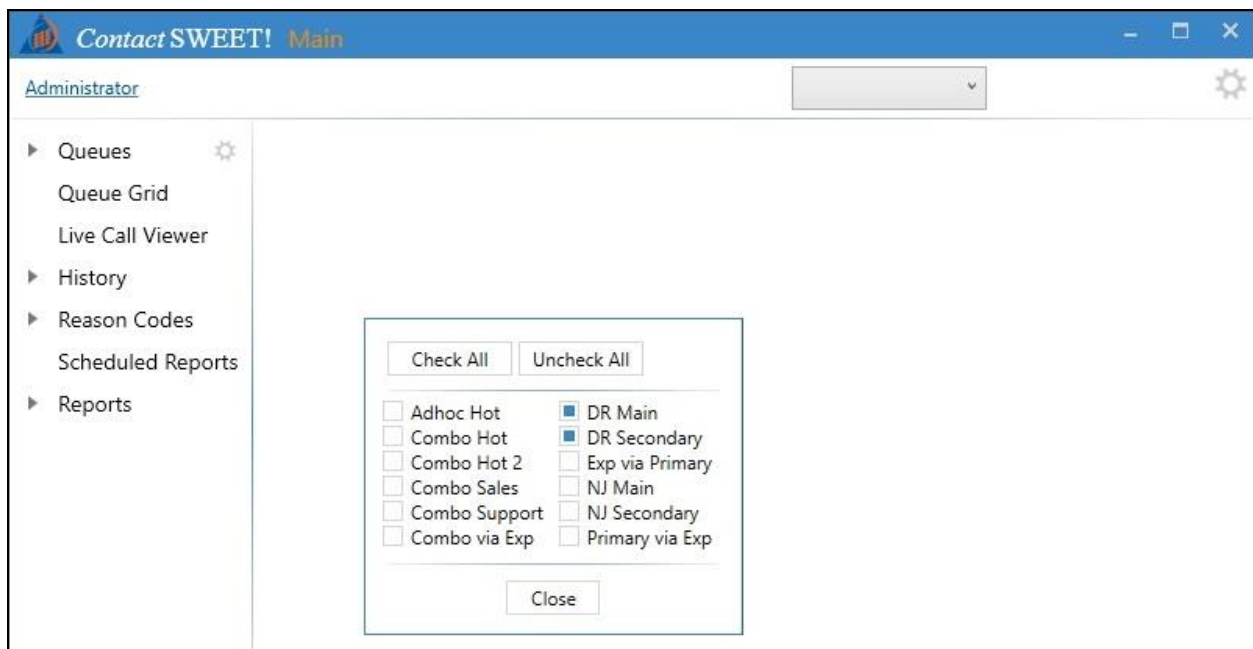 Contact SWEET! Main
Administrator
Queues
Queue Grid
Live Call Viewer
History
Reason Codes
Scheduled Reports
Reports
Check All Uncheck All
Adhoc Hot DR Main
Combo Hot DR Secondary
Combo Hot 2 Exp via Primary
Combo Sales NJ Main
Combo Support NJ Secondary
Combo via Exp Primary via Exp
Close